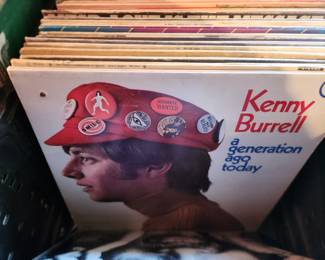 Kenny
Burrell
a
generation
ago
today